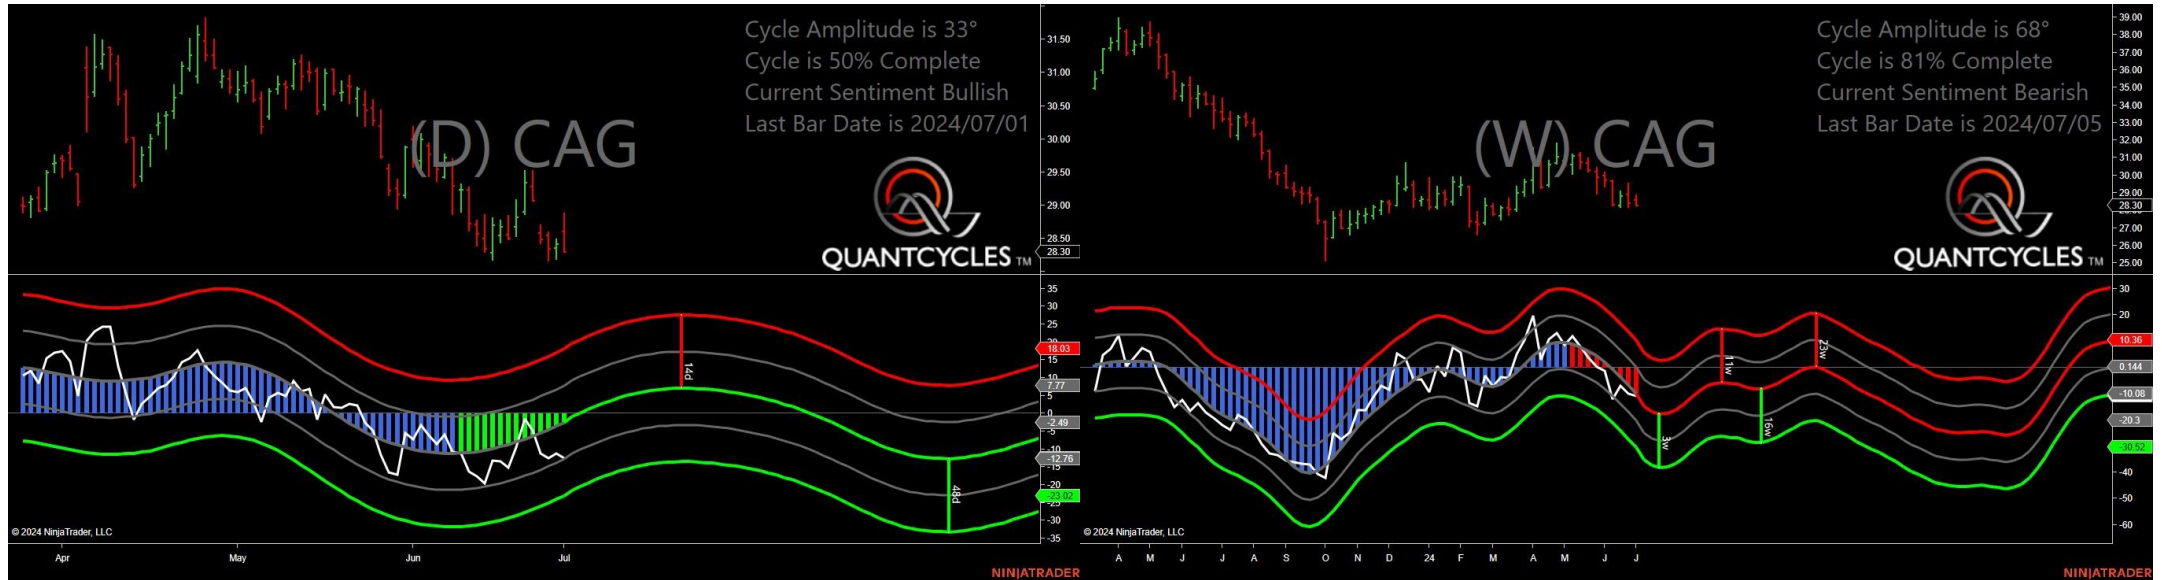 Cycle Amplitude is 33°
Cycle is 50% Complete
Current Sentiment Bullish
Last Bar Date is 2024/07/01
(D) CAG
QUANTCYCLES TM
31.50
31.00
30.50
30.00
29.50
29.00
28.50
28.30
35
30
25
18.03
15
10
7.77
5
0
-2.49
-5
-12.76
-15
-20
-23.02
-30
-35
14d
48d
© 2024 NinjaTrader, LLC
Apr
May
Jun
Jul
NINJATRADER
Cycle Amplitude is 68°
Cycle is 81% Complete
Current Sentiment Bearish
Last Bar Date is 2024/07/05
(W) CAG
QUANTCYCLES TM
39.00
38.00
37.00
36.00
35.00
34.00
33.00
32.00
31.00
30.00
29.00
28.30
27.00
26.00
25.00
30
20
10.36
0.144
-10.08
-20.3
-30.52
-40
-50
-60
3w
11w
16w
23w
© 2024 NinjaTrader, LLC
A M J J A S O N D 24 F M A M J J
NINJATRADER